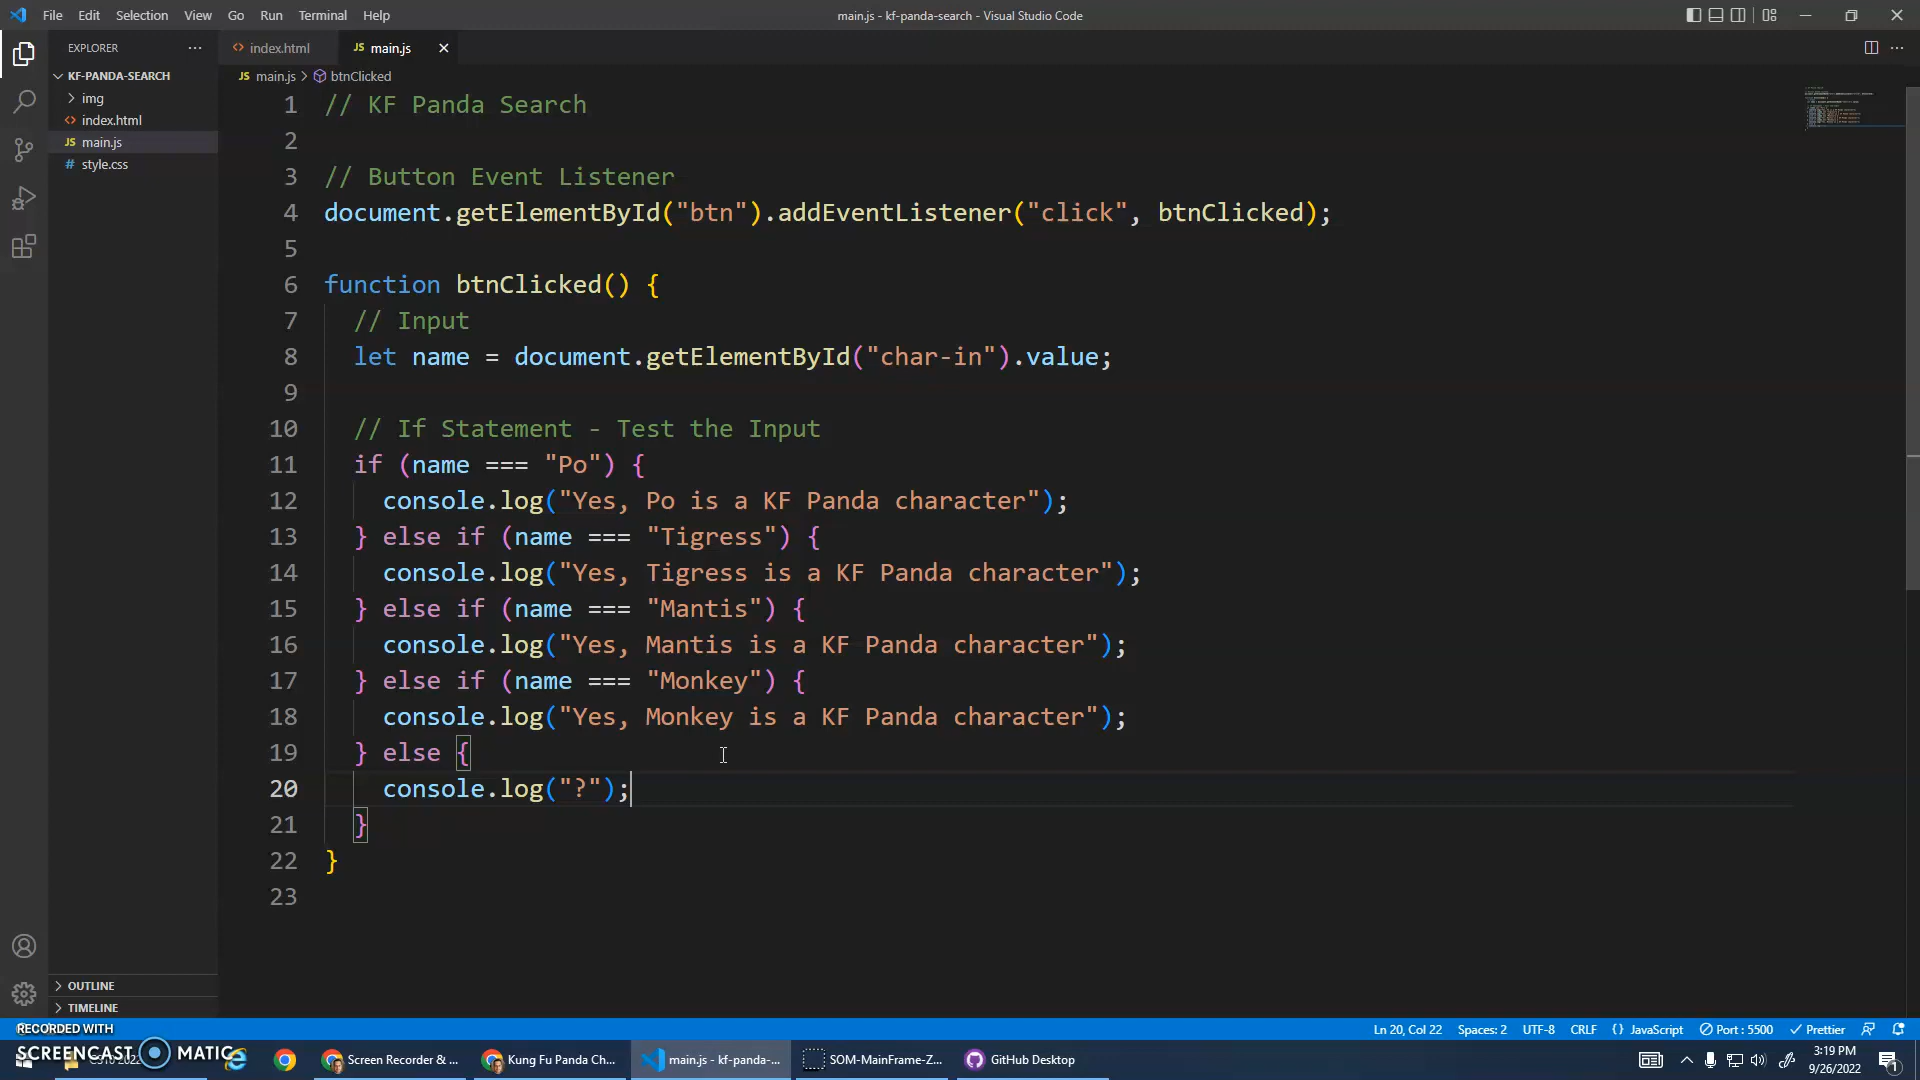 File Edit Selection View Go Run Terminal Help
main.js - kf-panda-search - Visual Studio Code
EXPLORER
KF-PANDA-SEARCH
img
index.html
JS main.js
# style.css
OUTLINE
TIMELINE
index.html
JS main.js
JS main.js > btnClicked
1 // KF Panda Search
2
3 // Button Event Listener
4 document.getElementById("btn").addEventListener("click", btnClicked);
5
6 function btnClicked() {
7 // Input
8 let name = document.getElementById("char-in").value;
9
10 // If Statement - Test the Input
11 if (name === "Po") {
12 console.log("Yes, Po is a KF Panda character");
13 } else if (name === "Tigress") {
14 console.log("Yes, Tigress is a KF Panda character");
15 } else if (name === "Mantis") {
16 console.log("Yes, Mantis is a KF Panda character");
17 } else if (name === "Monkey") {
18 console.log("Yes, Monkey is a KF Panda character");
19 } else {
20 console.log("?");
21 }
22 }
23
Ln 20, Col 22 Spaces: 2 UTF-8 CRLF {} JavaScript Port : 5500 Prettier
RECORDED WITH
SCREENCAST MATIC
Screen Recorder & ...
Kung Fu Panda Ch...
main.js - kf-panda-...
SOM-MainFrame-Z...
GitHub Desktop
3:19 PM
9/26/2022
1